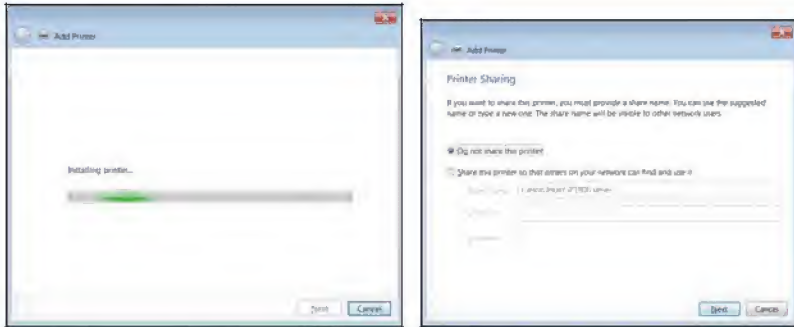 Add Printer
Installing printer...
Next
Cancel
Add Printer
Printer Sharing
If you want to share this printer, you must provide a share name. You can use the suggested
name or type a new one. The share name will be visible to other network users.
Do not share this printer
Share this printer so that others on your network can find and use it
Share name:
Next
Cancel